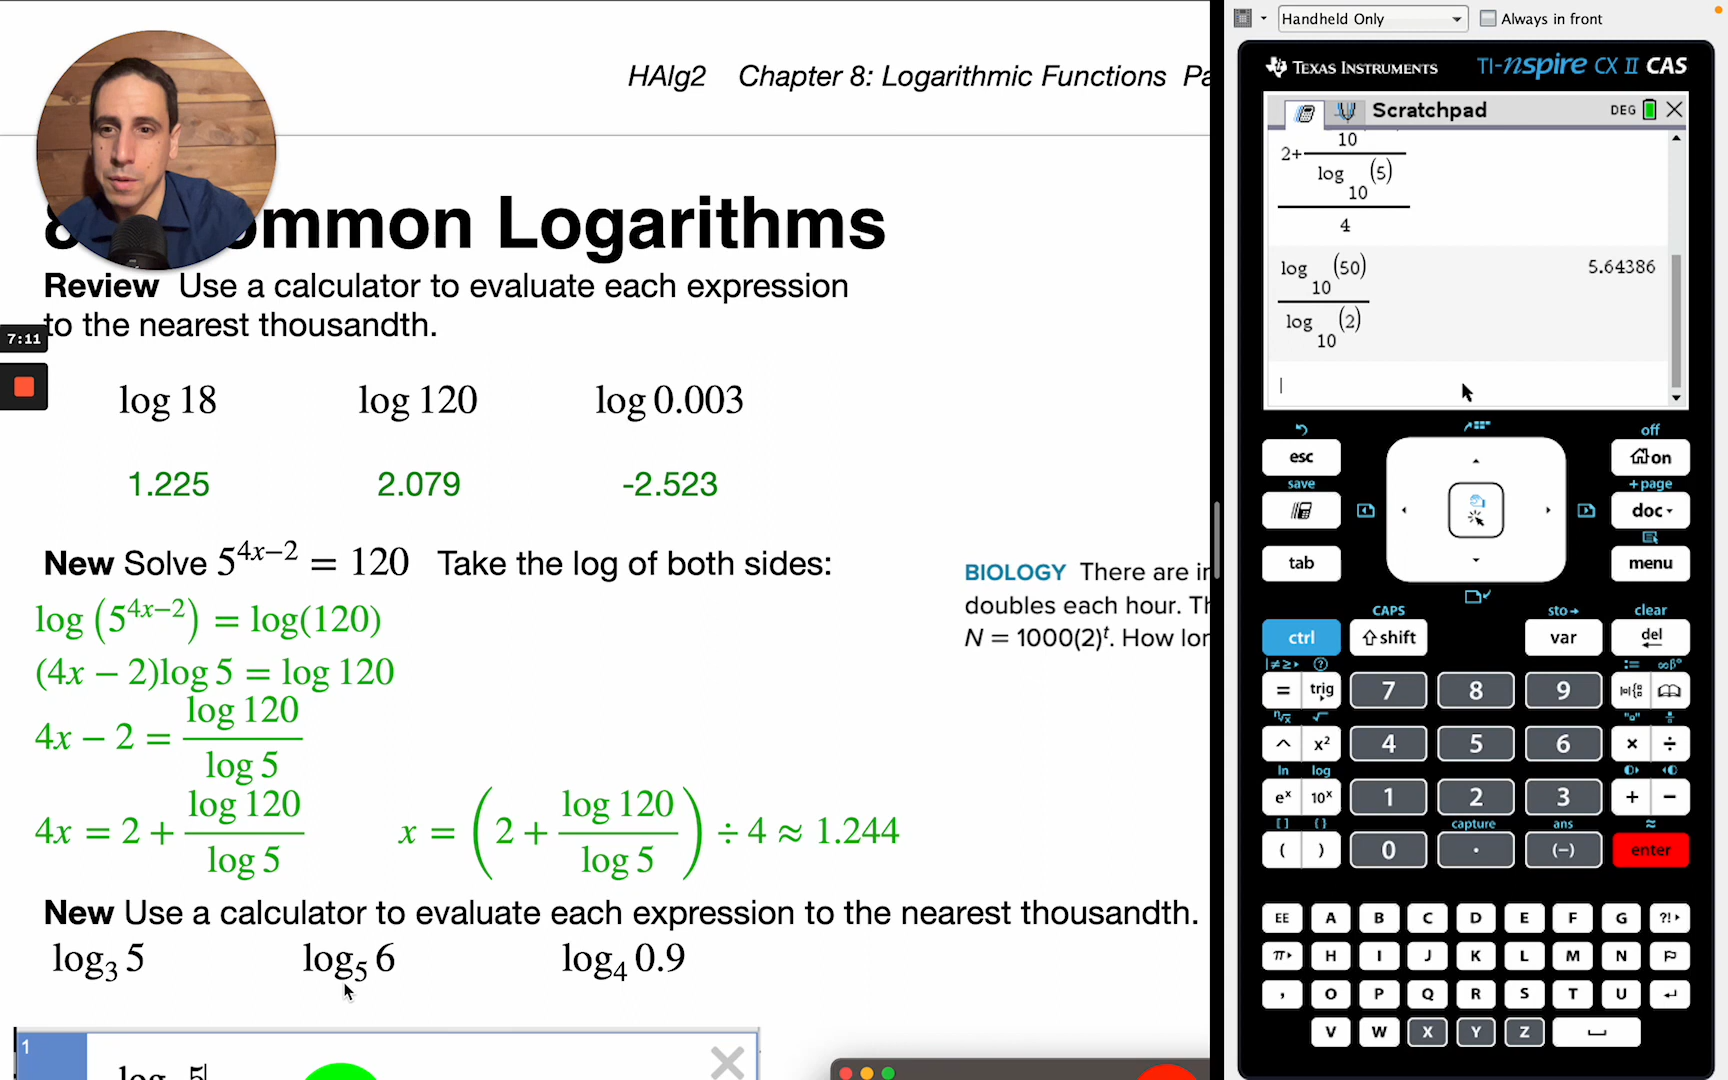 Handheld Only
Always in front
HAlg2 Chapter 8: Logarithmic Functions Pa
ommon Logarithms
Review Use a calculator to evaluate each expression
to the nearest thousandth.
7:11
log 18 log 120 log 0.003
1.225 2.079 -2.523
New Solve 5^{4x−2} = 120 Take the log of both sides:
log (5^{4x−2}) = log(120)
(4x − 2)log 5 = log 120
4x − 2 = log 120 / log 5
4x = 2 + log 120 / log 5 x = (2 + log 120 / log 5) ÷ 4 ≈ 1.244
BIOLOGY There are in
doubles each hour. Th
N = 1000(2)^t. How lor
New Use a calculator to evaluate each expression to the nearest thousandth.
log₃ 5 log₅ 6 log₄ 0.9
1
TEXAS INSTRUMENTS TI-nspire CX II CAS
Scratchpad DEG
10
2+
log₁₀(5)
4
log₁₀(50) 5.64386
log₁₀(2)
off
esc on
save + page
doc
tab menu
CAPS sto→ clear
ctrl shift var del
|≠≥▸ ? := ∞β°
= trig 7 8 9
ⁿ√x √ "□"
^ x² 4 5 6 × ÷
ln log
eˣ 10ˣ 1 2 3 + −
[ ] { } capture ans ≈
( ) 0 . (−) enter
EE A B C D E F G ?!▸
π▸ H I J K L M N
, O P Q R S T U ↵
V W X Y Z